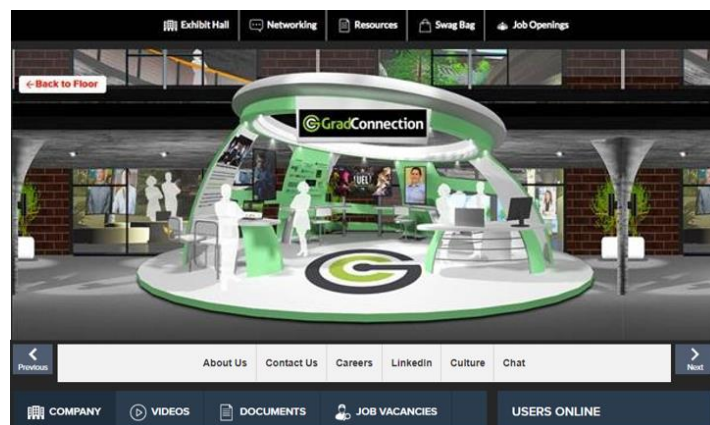 Exhibit Hall Networking Resources Swag Bag Job Openings
←Back to Floor
GradConnection
FUEL!
Previous About Us Contact Us Careers LinkedIn Culture Chat Next
COMPANY VIDEOS DOCUMENTS JOB VACANCIES USERS ONLINE